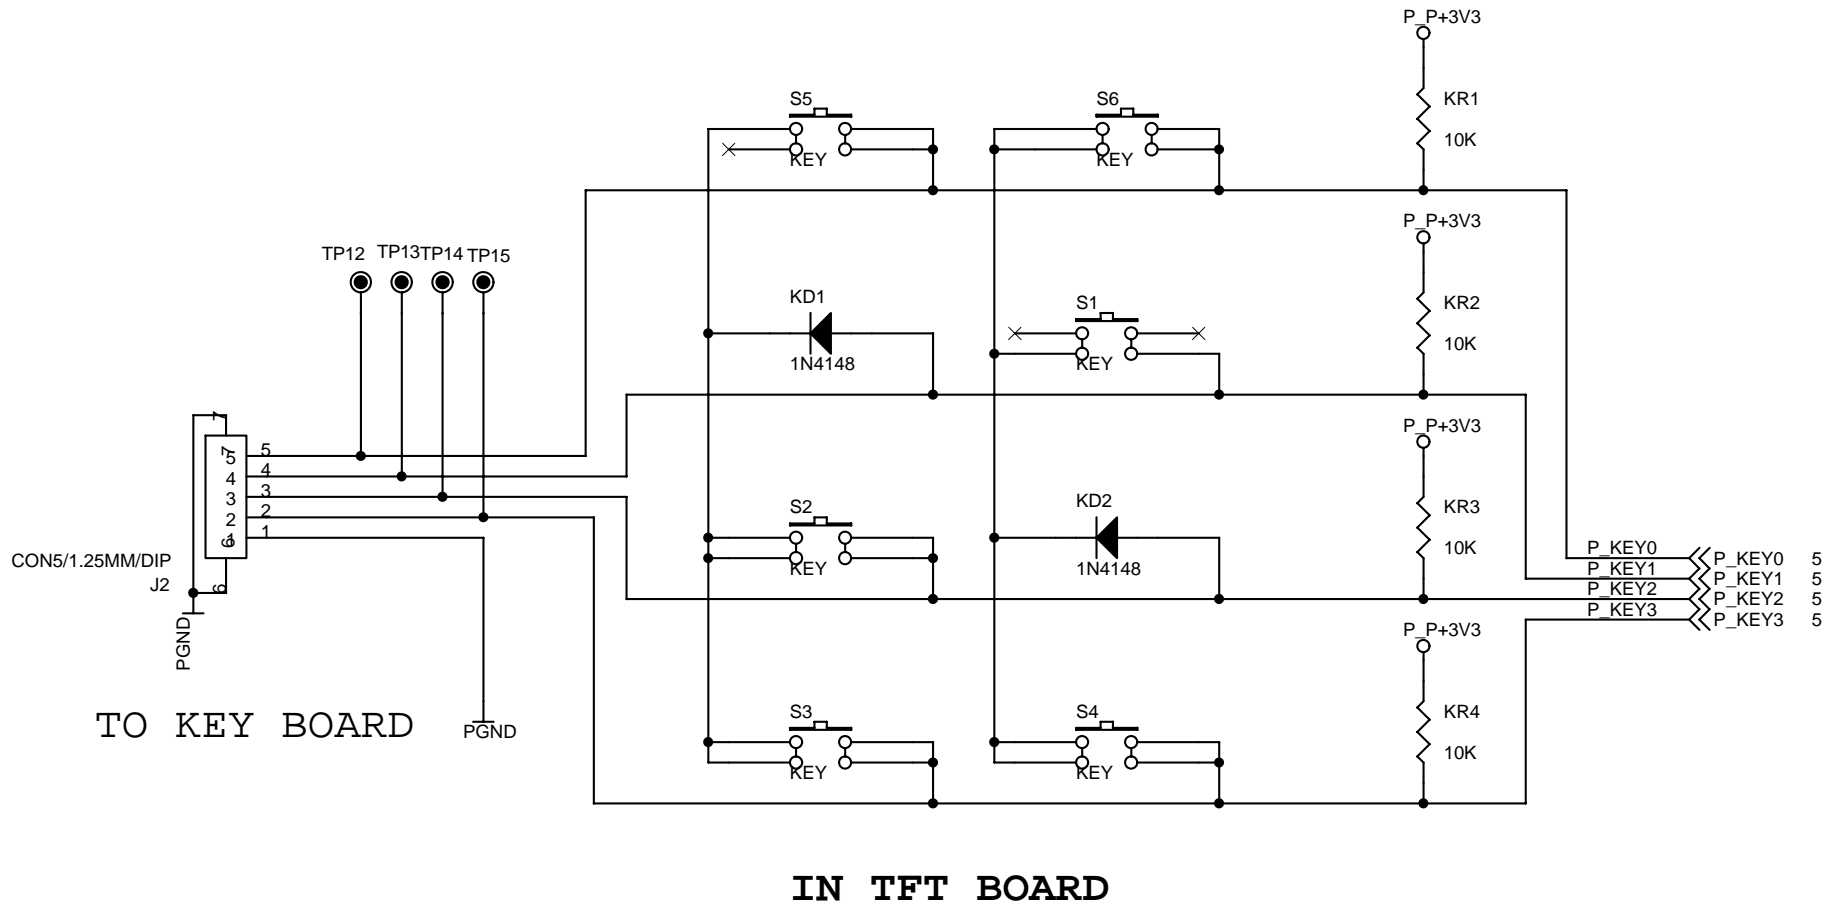 P_P+3V3
S5
S6
KR1
10K
KEY
KEY
P_P+3V3
TP12
TP13
TP14
TP15
KD1
1N4148
S1
KEY
KR2
10K
P_P+3V3
7
7
5
4
3
2
1
6
6
5
4
3
2
1
CON5/1.25MM/DIP
J2
PGND
S2
KEY
KD2
1N4148
KR3
10K
P_KEY0
P_KEY1
P_KEY2
P_KEY3
P_KEY0 5
P_KEY1 5
P_KEY2 5
P_KEY3 5
P_P+3V3
TO KEY BOARD
PGND
S3
KEY
S4
KEY
KR4
10K
IN TFT BOARD